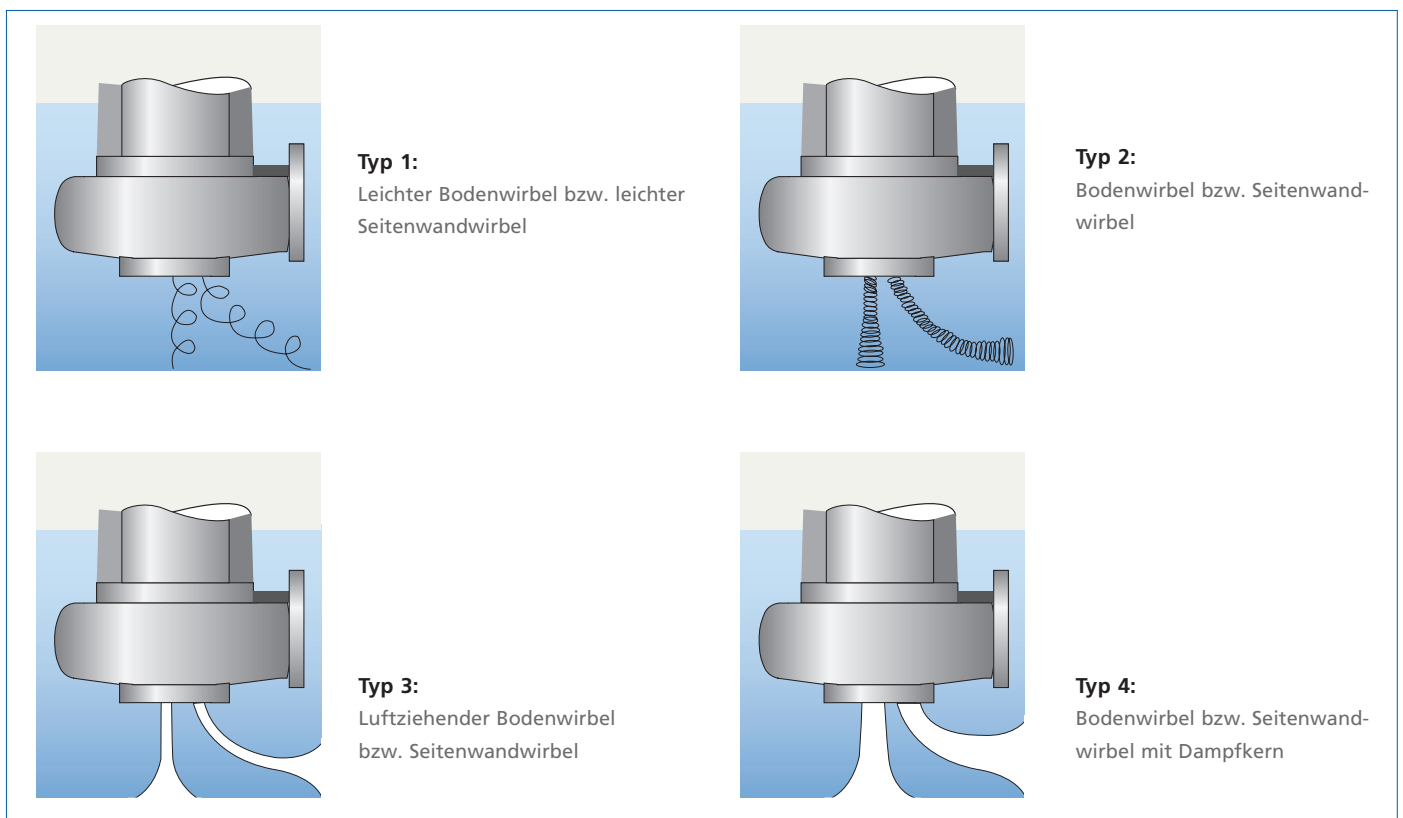 Typ 1:
Leichter Bodenwirbel bzw. leichter
Seitenwandwirbel
Typ 2:
Bodenwirbel bzw. Seitenwand-
wirbel
Typ 3:
Luftziehender Bodenwirbel
bzw. Seitenwandwirbel
Typ 4:
Bodenwirbel bzw. Seitenwand-
wirbel mit Dampfkern